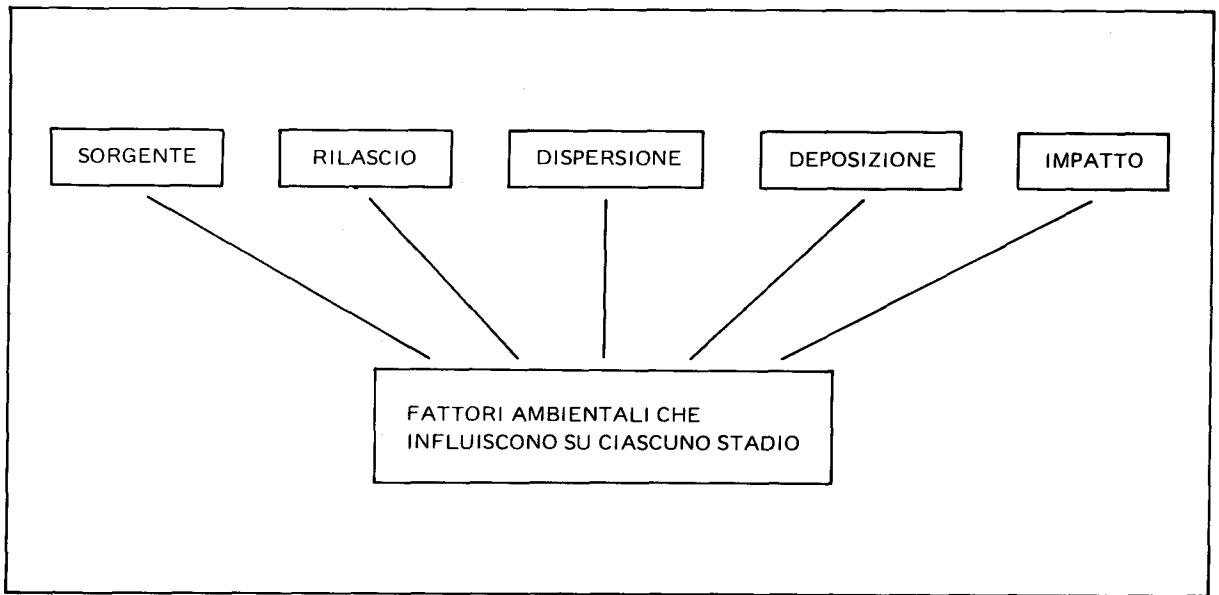 SORGENTE
RILASCIO
DISPERSIONE
DEPOSIZIONE
IMPATTO
FATTORI AMBIENTALI CHE
INFLUISCONO SU CIASCUNO STADIO